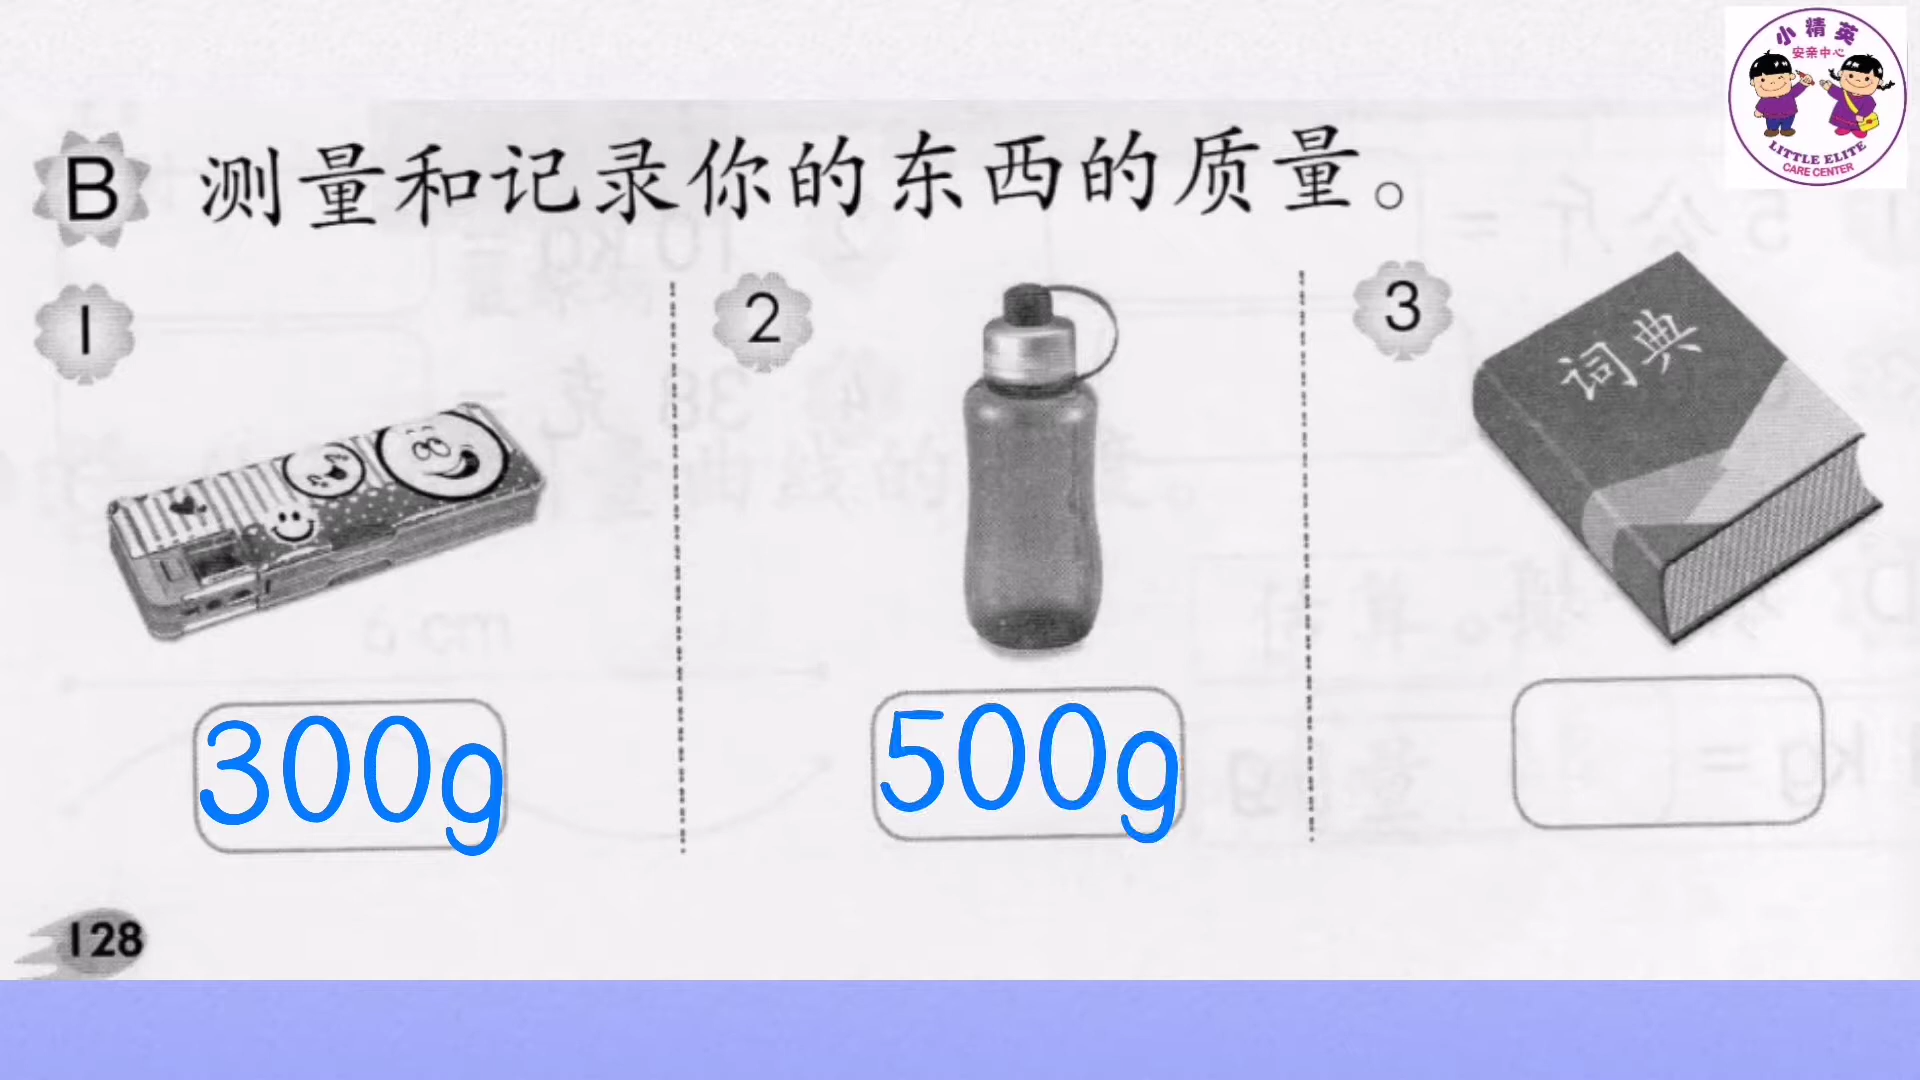 小精英
安亲中心
LITTLE ELITE
CARE CENTER
B 测量和记录你的东西的质量。
1
2
3
词典
300g
500g
128